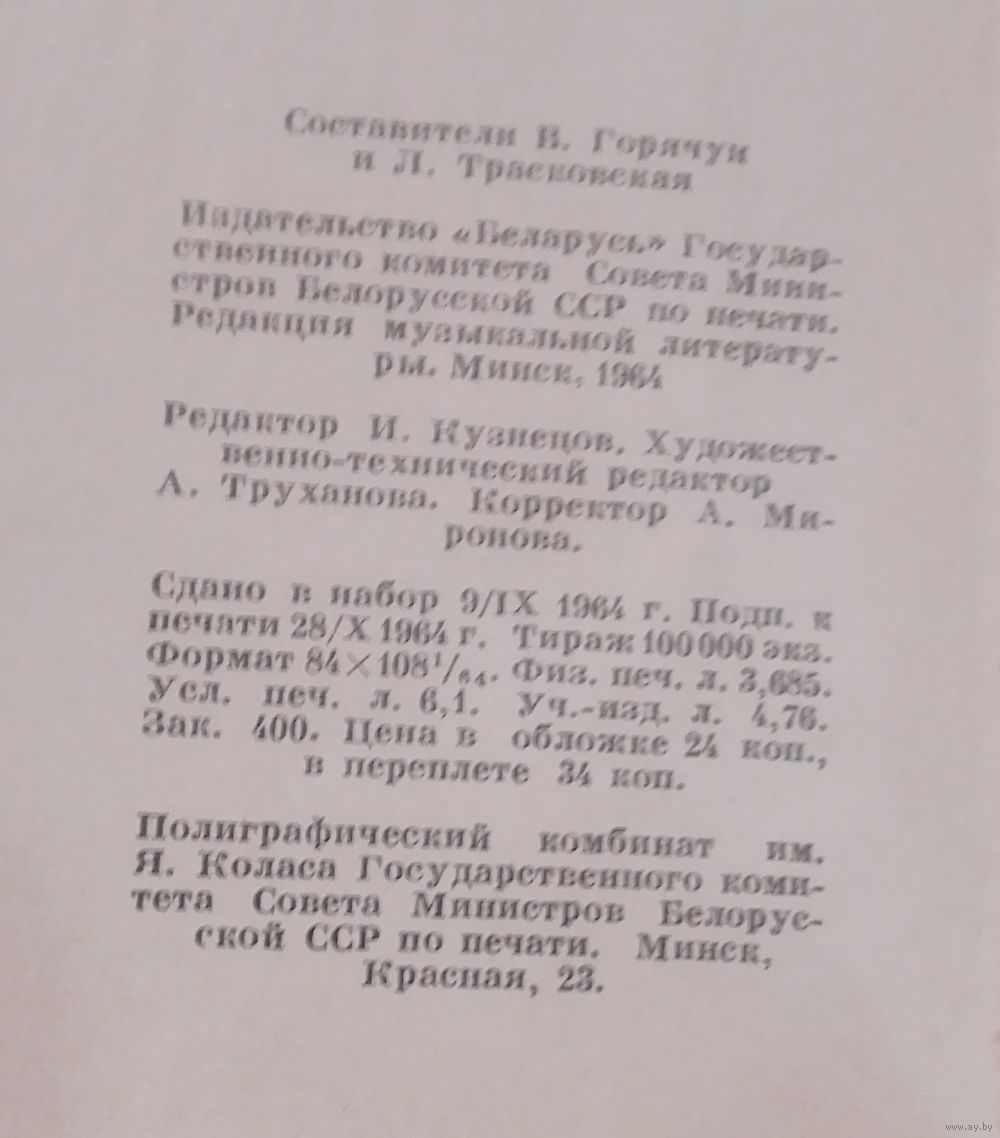 Составители В. Горячун
и Л. Трасковская
Издательство «Беларусь» Государ-
ственного комитета Совета Мини-
стров Белорусской ССР по печати.
Редакция музыкальной литерату-
ры. Минск, 1964
Редактор И. Кузнецов. Художест-
венно-технический редактор
А. Труханова. Корректор А. Ми-
ронова.
Сдано в набор 9/IX 1964 г. Подп. к
печати 28/X 1964 г. Тираж 100 000 экз.
Формат 84×108¹/₆₄. Физ. печ. л. 3,685.
Усл. печ. л. 6,1. Уч.-изд. л. 4,76.
Зак. 400. Цена в обложке 24 коп.,
в переплете 34 коп.
Полиграфический комбинат им.
Я. Коласа Государственного коми-
тета Совета Министров Белорус-
ской ССР по печати. Минск,
Красная, 23.
www.ay.by